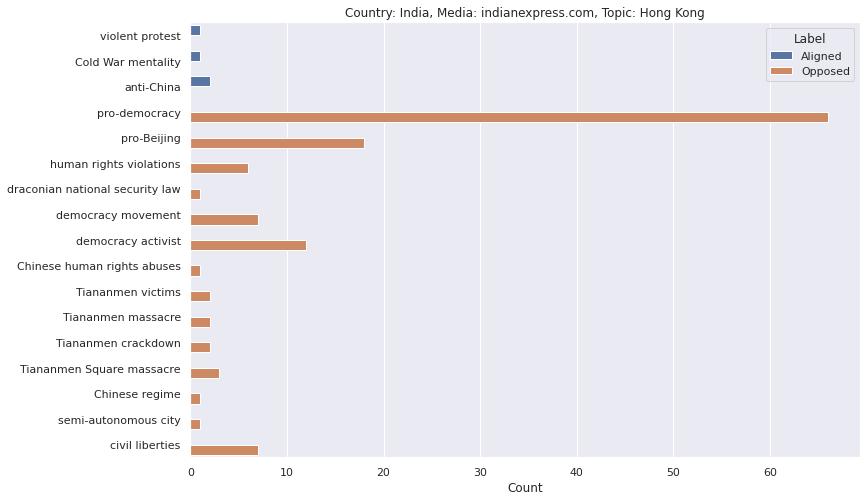 Country: India, Media: indianexpress.com, Topic: Hong Kong
Label
Aligned
Opposed
violent protest
Cold War mentality
anti-China
pro-democracy
pro-Beijing
human rights violations
draconian national security law
democracy movement
democracy activist
Chinese human rights abuses
Tiananmen victims
Tiananmen massacre
Tiananmen crackdown
Tiananmen Square massacre
Chinese regime
semi-autonomous city
civil liberties
0 10 20 30 40 50 60
Count